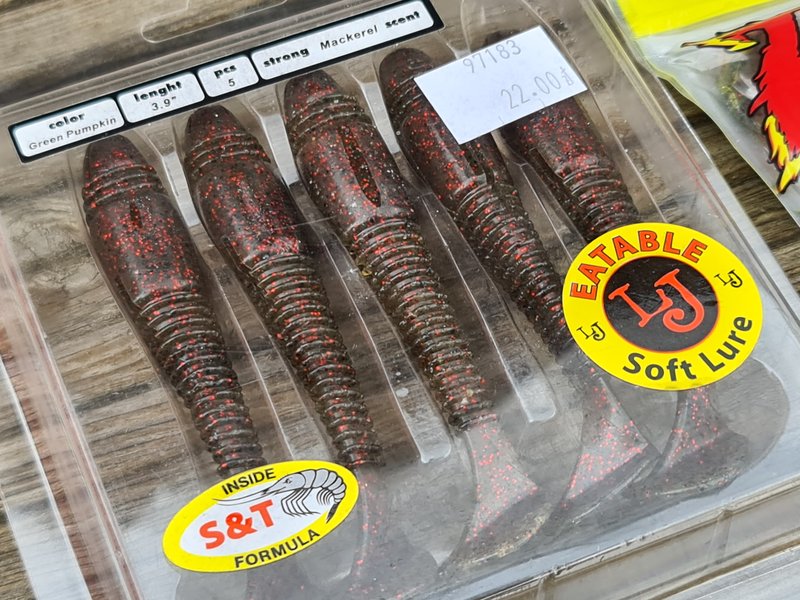 color
Green Pumpkin
lenght
3.9"
pcs
5
strong Mackerel scent
97183
22.00zł
EATABLE
LJ
LJ
LJ
Soft Lure
INSIDE
S&T
FORMULA